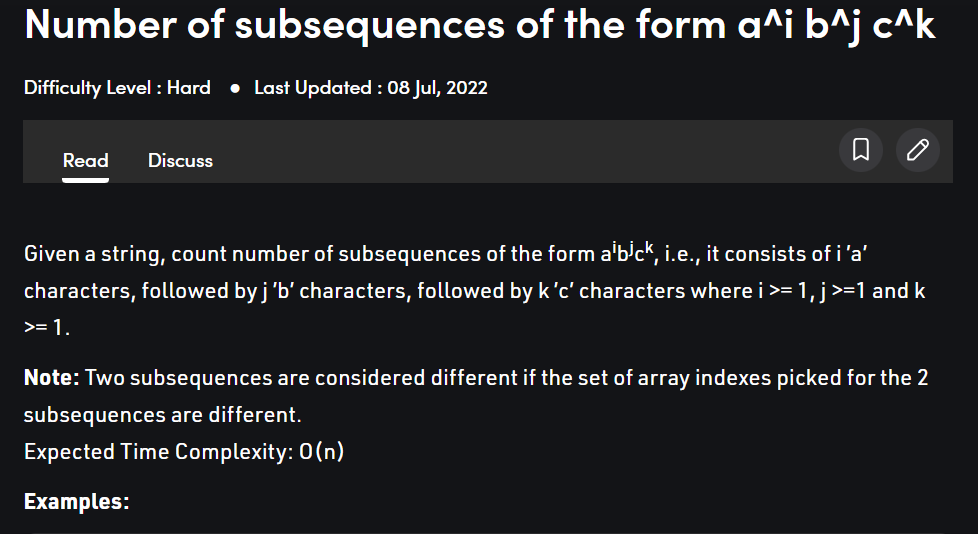 Number of subsequences of the form a^i b^j c^k
Difficulty Level : Hard ● Last Updated : 08 Jul, 2022
Read Discuss
Given a string, count number of subsequences of the form aⁱbʲcᵏ, i.e., it consists of i ’a’
characters, followed by j ’b’ characters, followed by k ’c’ characters where i >= 1, j >=1 and k
>= 1.
Note: Two subsequences are considered different if the set of array indexes picked for the 2
subsequences are different.
Expected Time Complexity: O(n)
Examples: